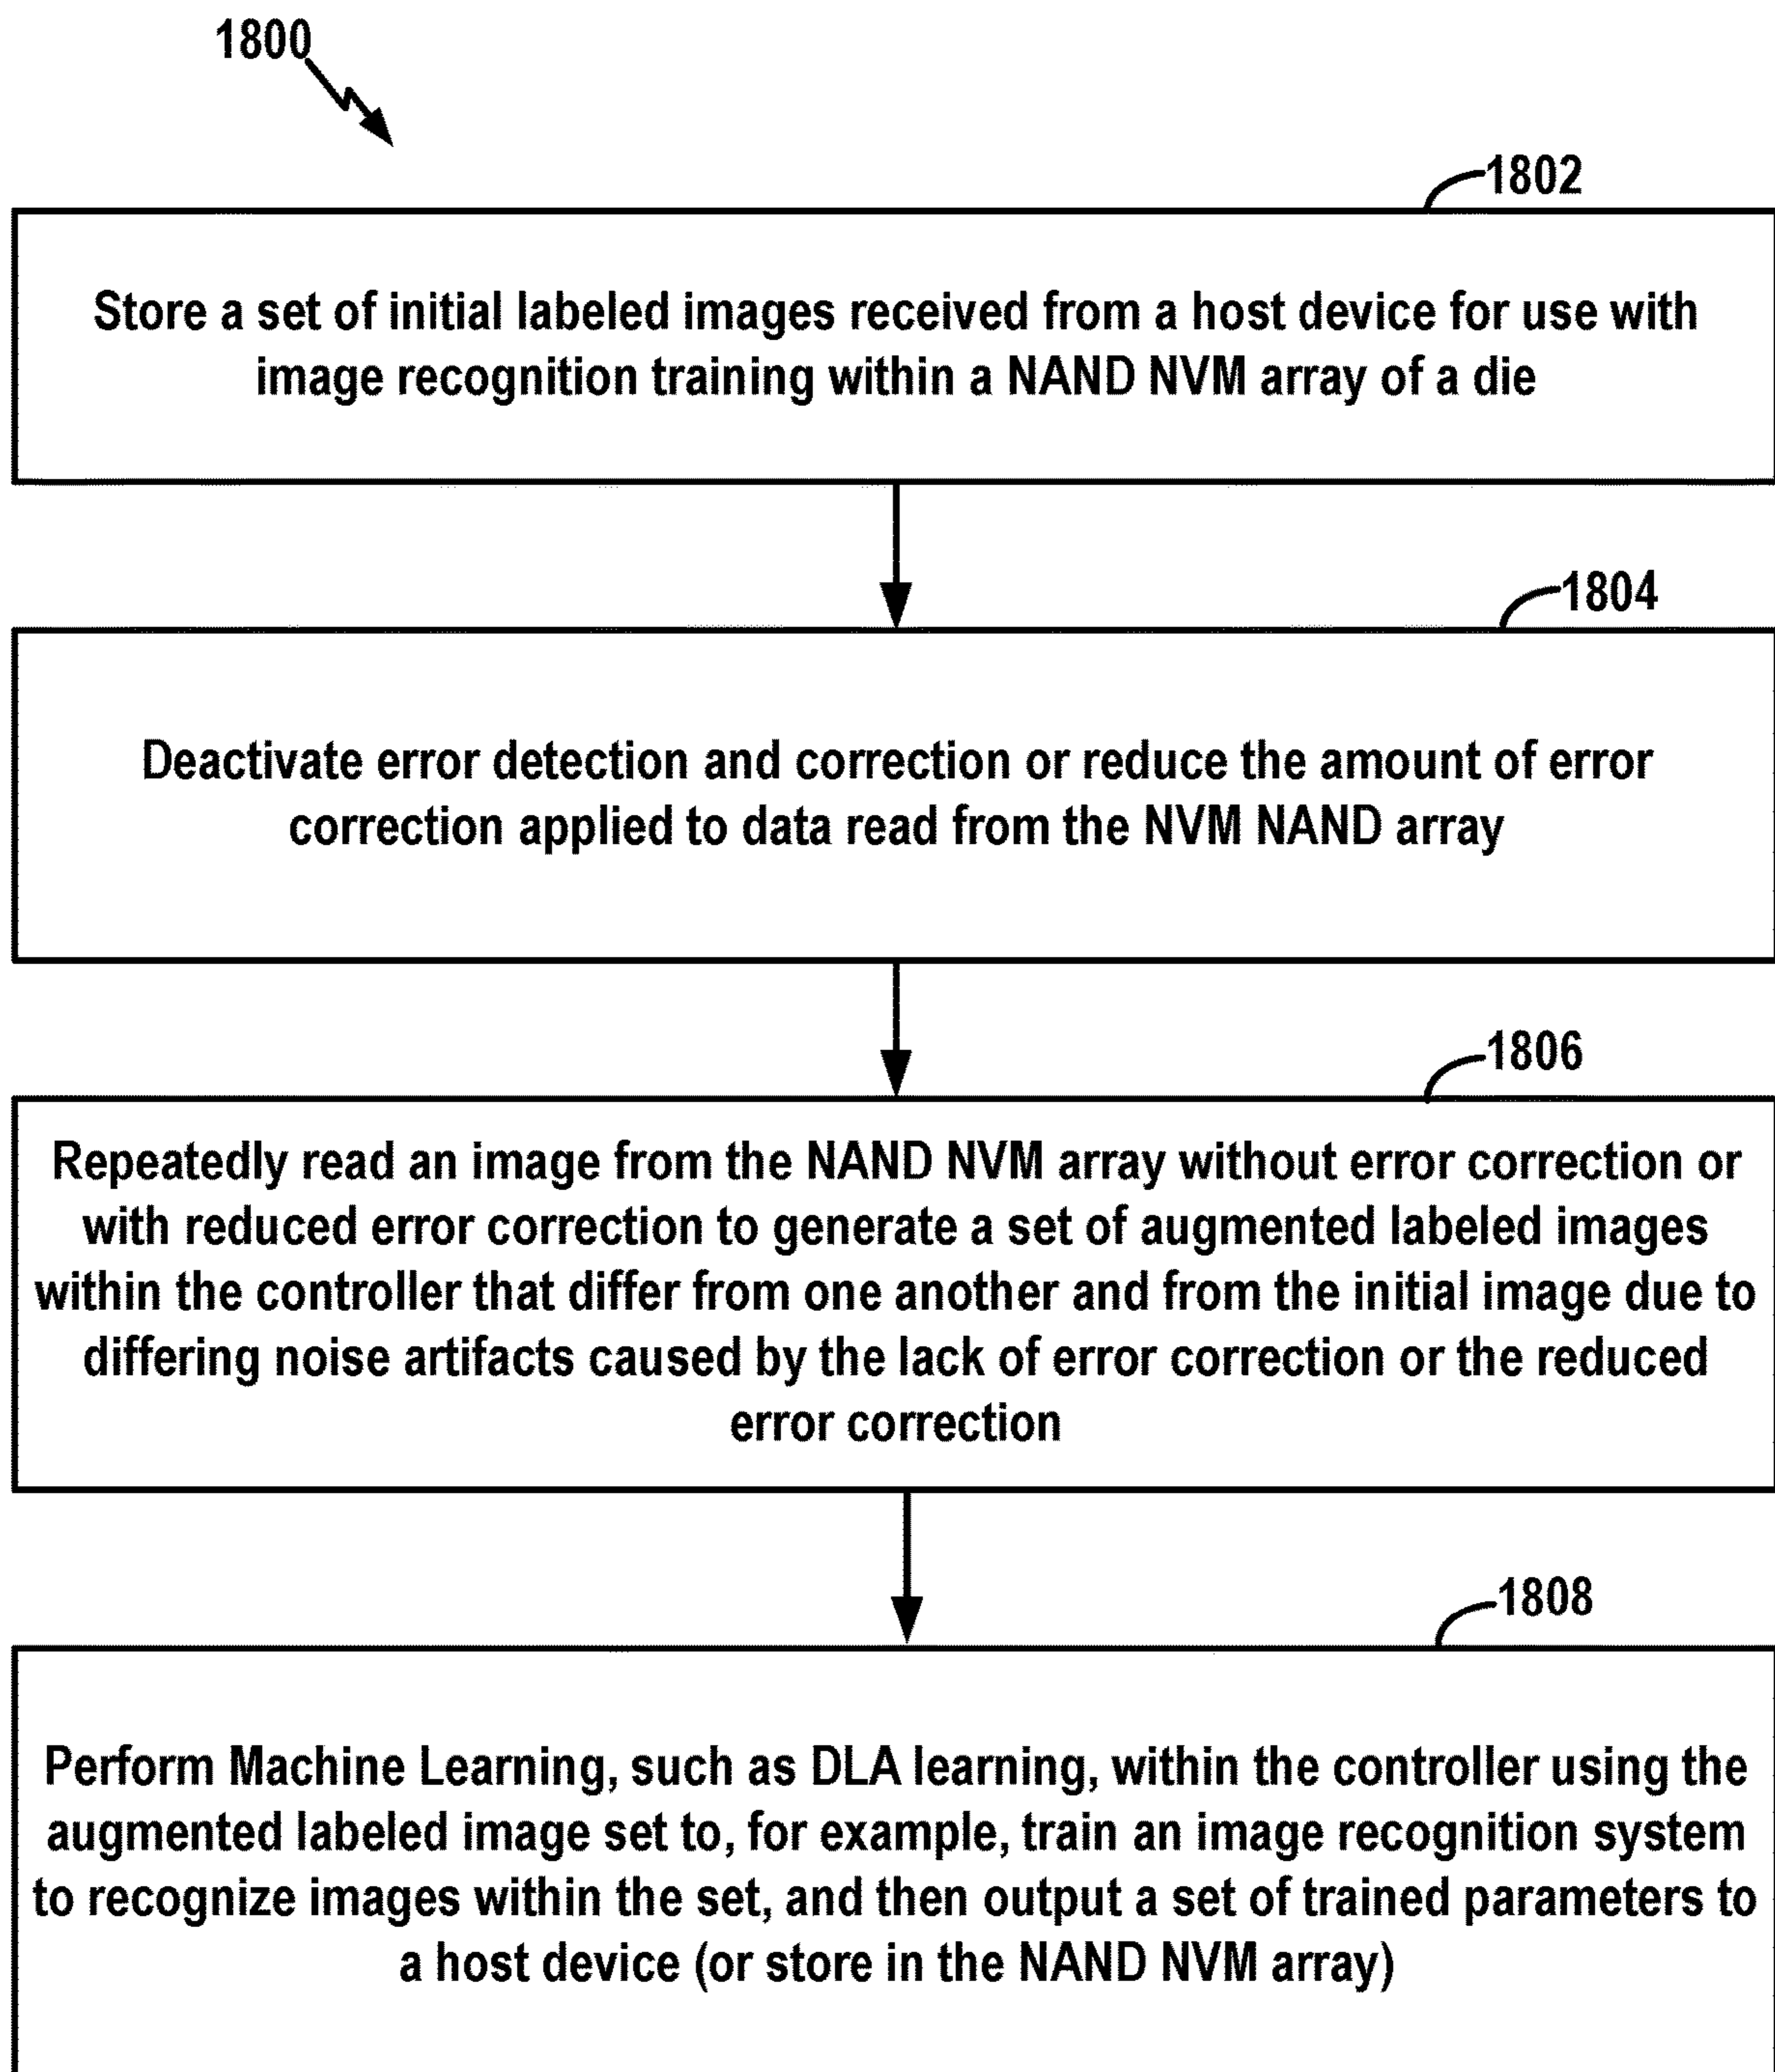 1800
1802
Store a set of initial labeled images received from a host device for use with
image recognition training within a NAND NVM array of a die
1804
Deactivate error detection and correction or reduce the amount of error
correction applied to data read from the NVM NAND array
1806
Repeatedly read an image from the NAND NVM array without error correction or
with reduced error correction to generate a set of augmented labeled images
within the controller that differ from one another and from the initial image due to
differing noise artifacts caused by the lack of error correction or the reduced
error correction
1808
Perform Machine Learning, such as DLA learning, within the controller using the
augmented labeled image set to, for example, train an image recognition system
to recognize images within the set, and then output a set of trained parameters to
a host device (or store in the NAND NVM array)